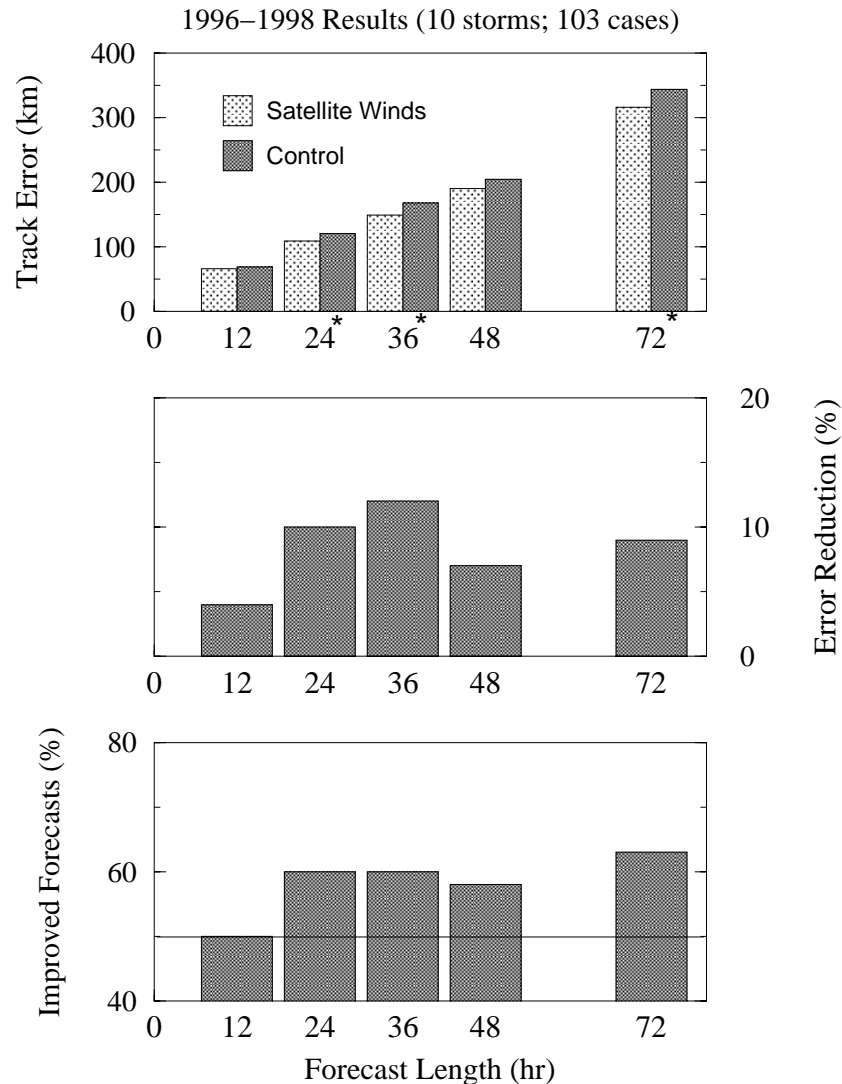 1996–1998 Results (10 storms; 103 cases)
Track Error (km)
400
300
200
100
0
Satellite Winds
Control
0 12 24* 36* 48 72*
Error Reduction (%)
20
10
0
0 12 24 36 48 72
Improved Forecasts (%)
80
60
40
0 12 24 36 48 72
Forecast Length (hr)